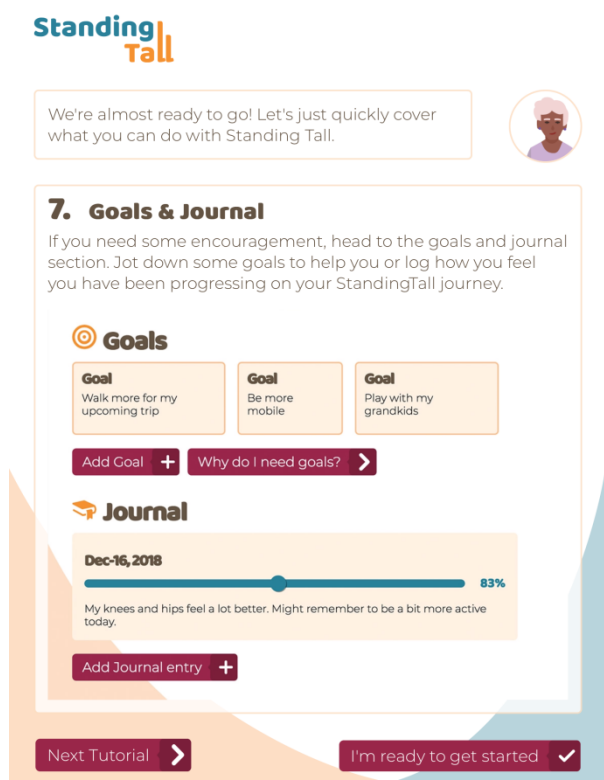 Standing
Tall
We're almost ready to go! Let's just quickly cover
what you can do with Standing Tall.
7. Goals & Journal
If you need some encouragement, head to the goals and journal
section. Jot down some goals to help you or log how you feel
you have been progressing on your StandingTall journey.
Goals
Goal
Walk more for my
upcoming trip
Goal
Be more
mobile
Goal
Play with my
grandkids
Add Goal +
Why do I need goals?
Journal
Dec-16, 2018
83%
My knees and hips feel a lot better. Might remember to be a bit more active
today.
Add Journal entry +
Next Tutorial
I'm ready to get started